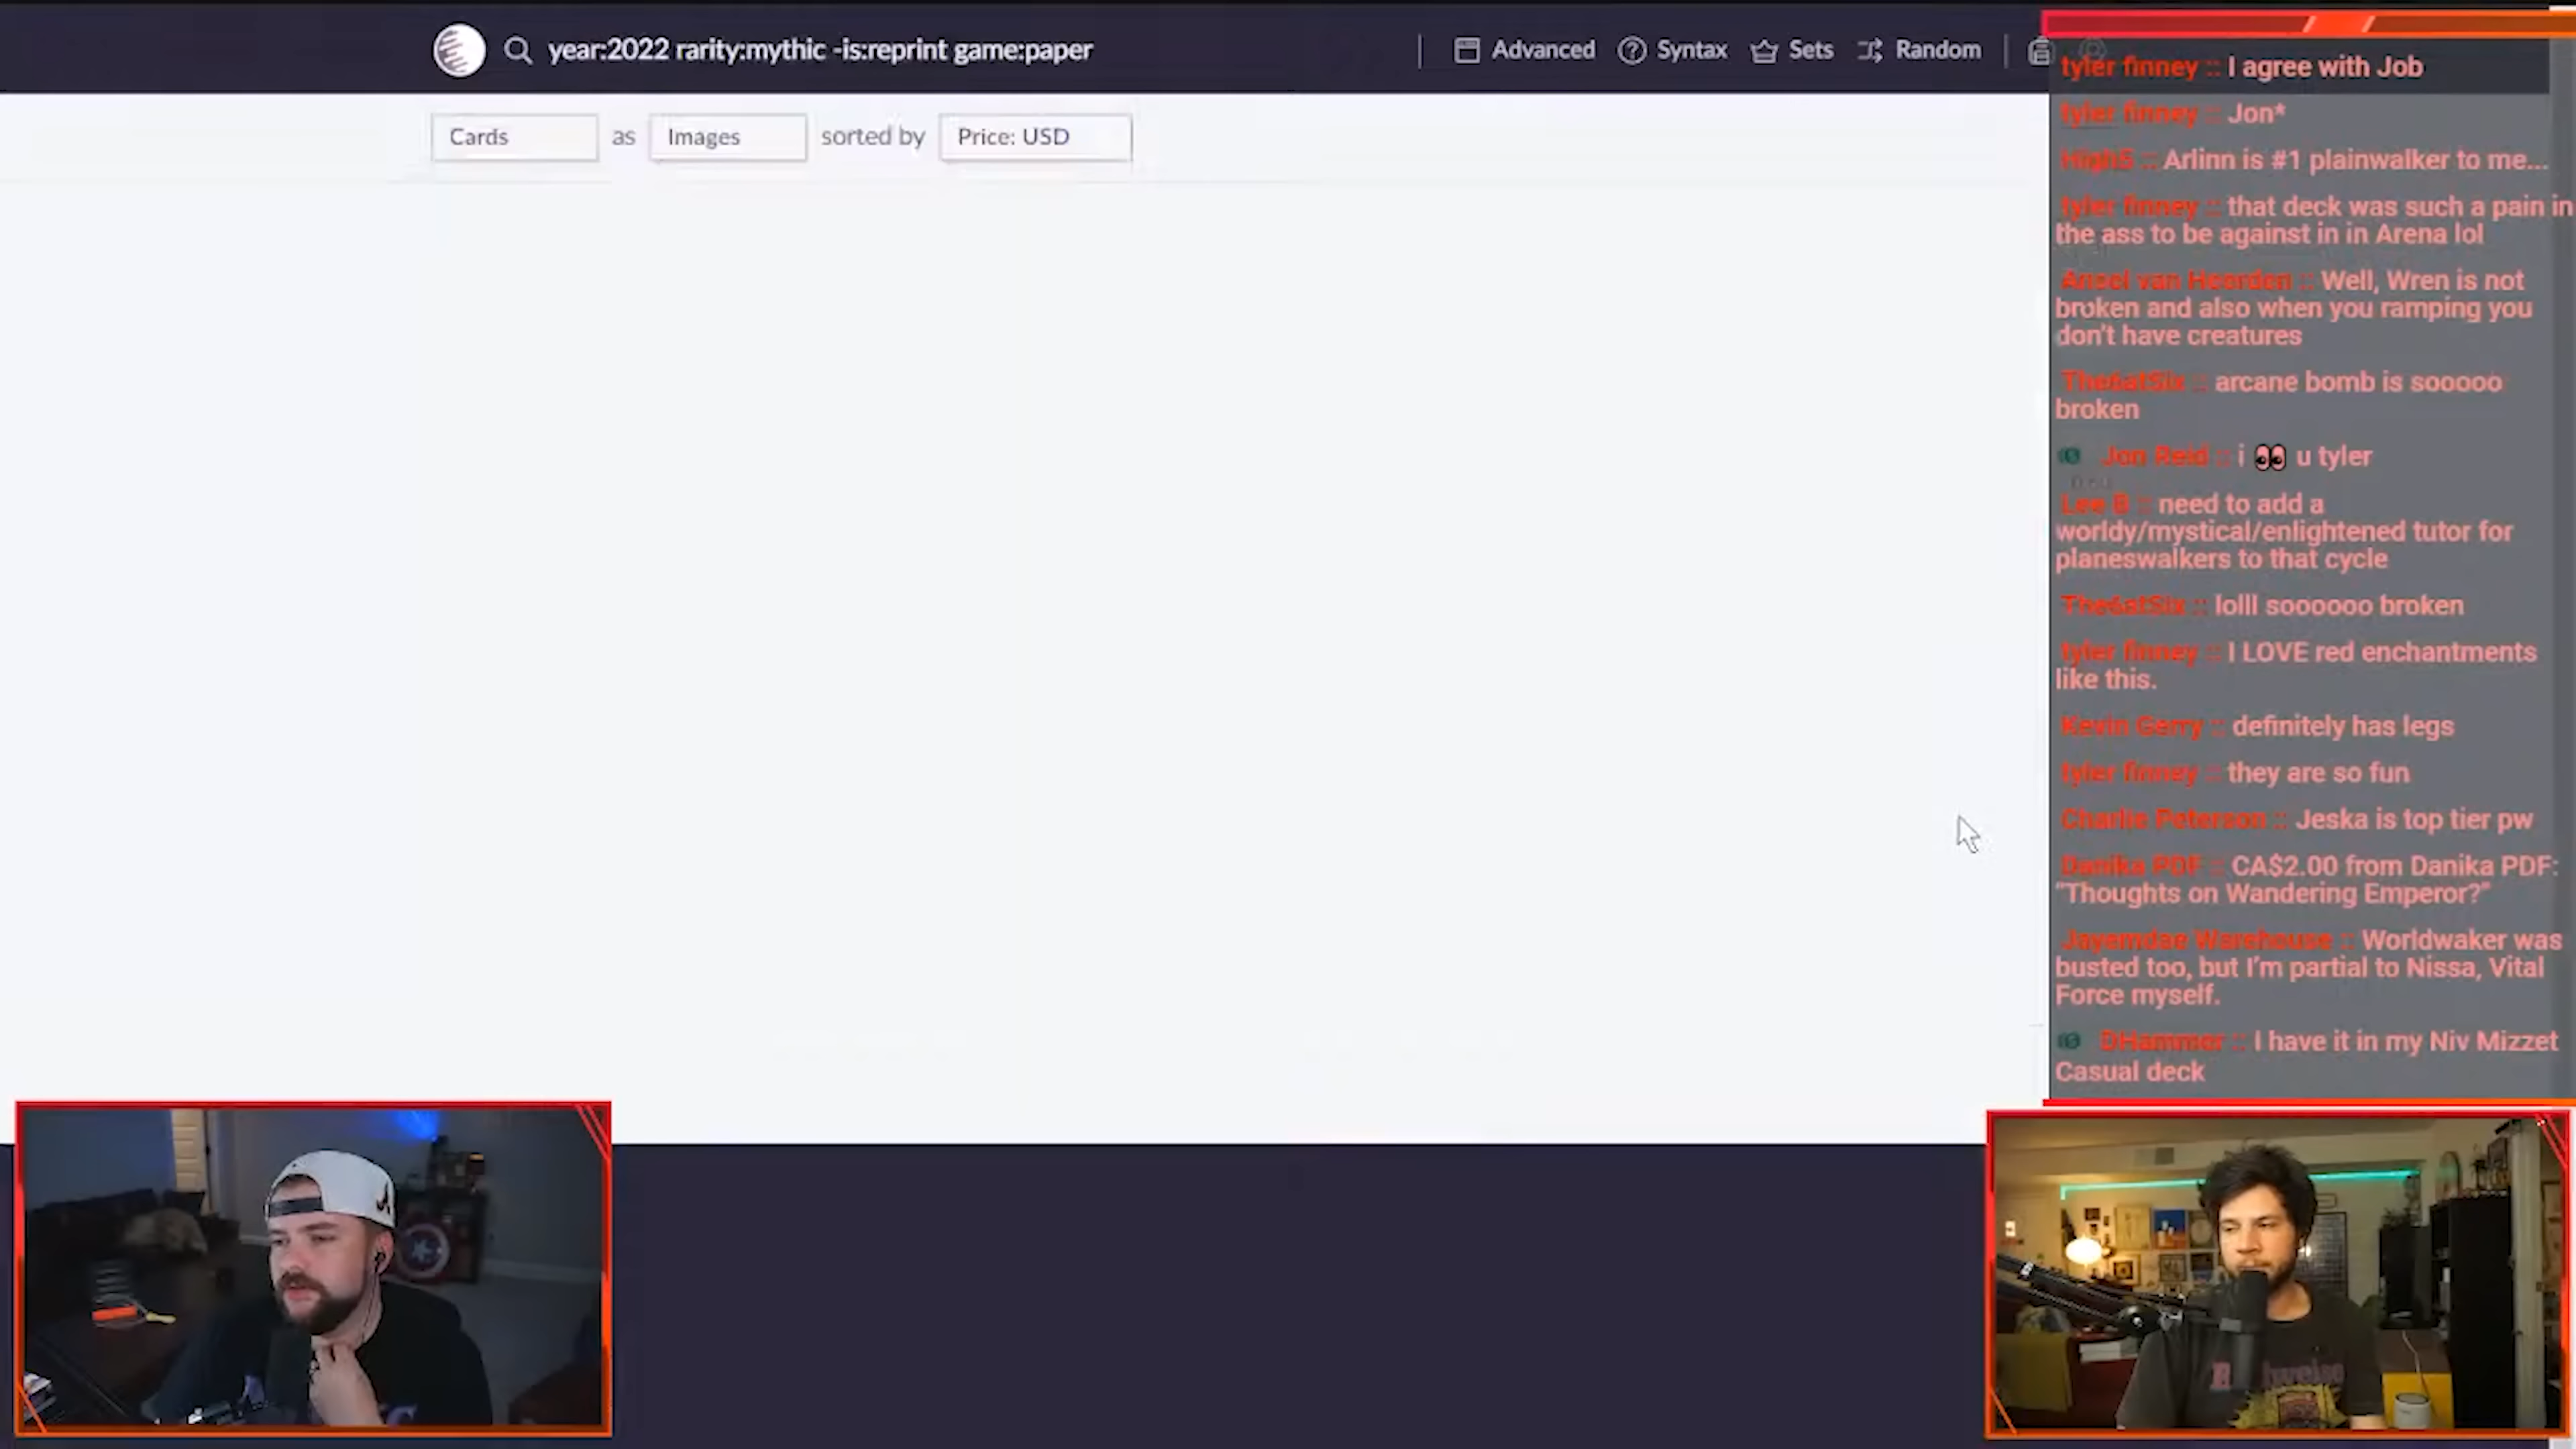 year:2022 rarity:mythic -is:reprint game:paper
Advanced
Syntax
Sets
Random
Cards as Images sorted by Price: USD
tyler finney :: I agree with Job
tyler finney :: Jon*
High5 :: Arlinn is #1 plainwalker to me...
tyler finney :: that deck was such a pain in
the ass to be against in in Arena lol
Ansel van Heerden :: Well, Wren is not
broken and also when you ramping you
don't have creatures
The6atSix :: arcane bomb is sooooo
broken
Jon Reid :: i 👀 u tyler
Lee B :: need to add a
worldy/mystical/enlightened tutor for
planeswalkers to that cycle
The6atSix :: lolll soooooo broken
tyler finney :: I LOVE red enchantments
like this.
Kevin Gerry :: definitely has legs
tyler finney :: they are so fun
Charlie Peterson :: Jeska is top tier pw
Danika PDF :: CA$2.00 from Danika PDF:
"Thoughts on Wandering Emperor?"
Jayemdae Warehouse :: Worldwaker was
busted too, but I'm partial to Nissa, Vital
Force myself.
DHammer :: I have it in my Niv Mizzet
Casual deck